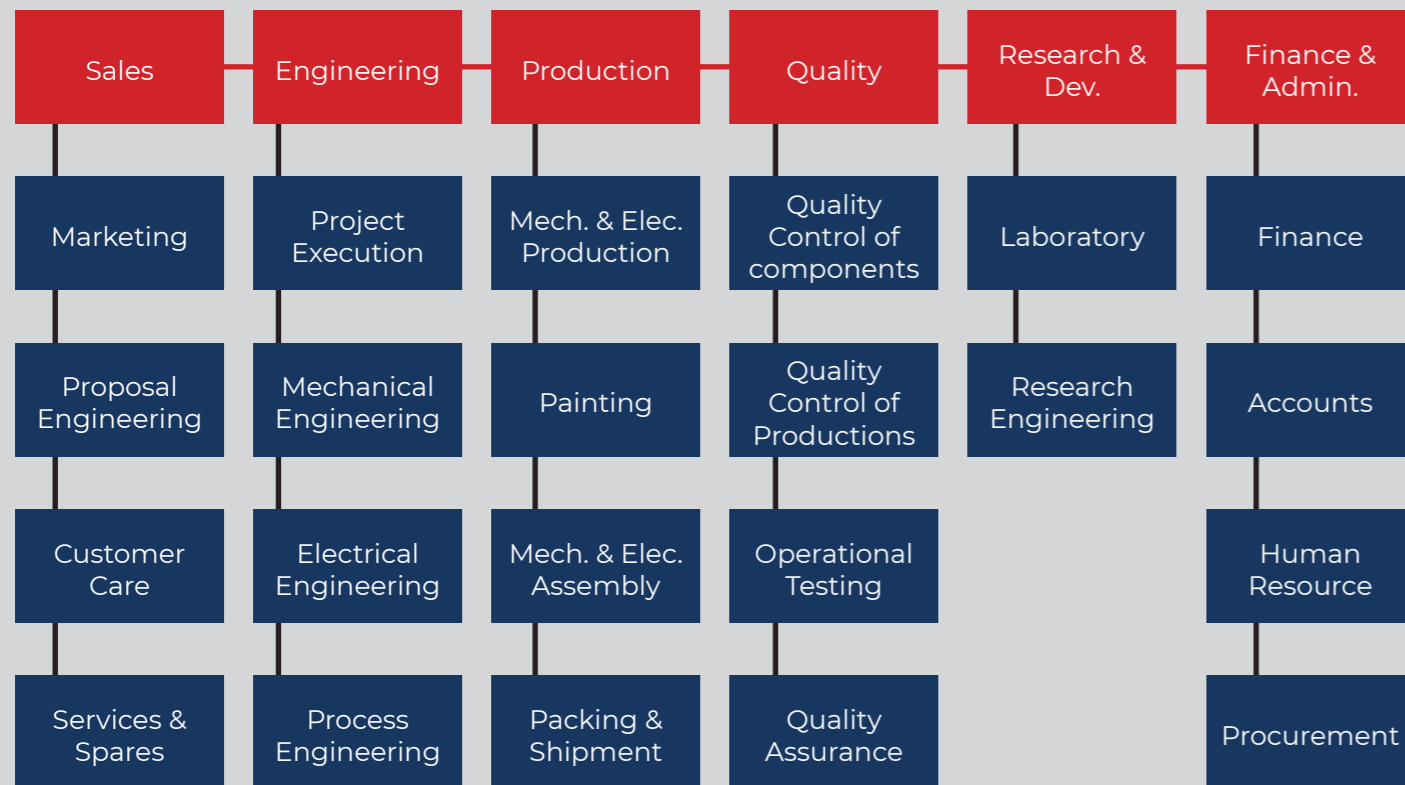 Sales
Engineering
Production
Quality
Research &
Dev.
Finance &
Admin.
Marketing
Project
Execution
Mech. & Elec.
Production
Quality
Control of
components
Laboratory
Finance
Proposal
Engineering
Mechanical
Engineering
Painting
Quality
Control of
Productions
Research
Engineering
Accounts
Customer
Care
Electrical
Engineering
Mech. & Elec.
Assembly
Operational
Testing
Human
Resource
Services &
Spares
Process
Engineering
Packing &
Shipment
Quality
Assurance
Procurement